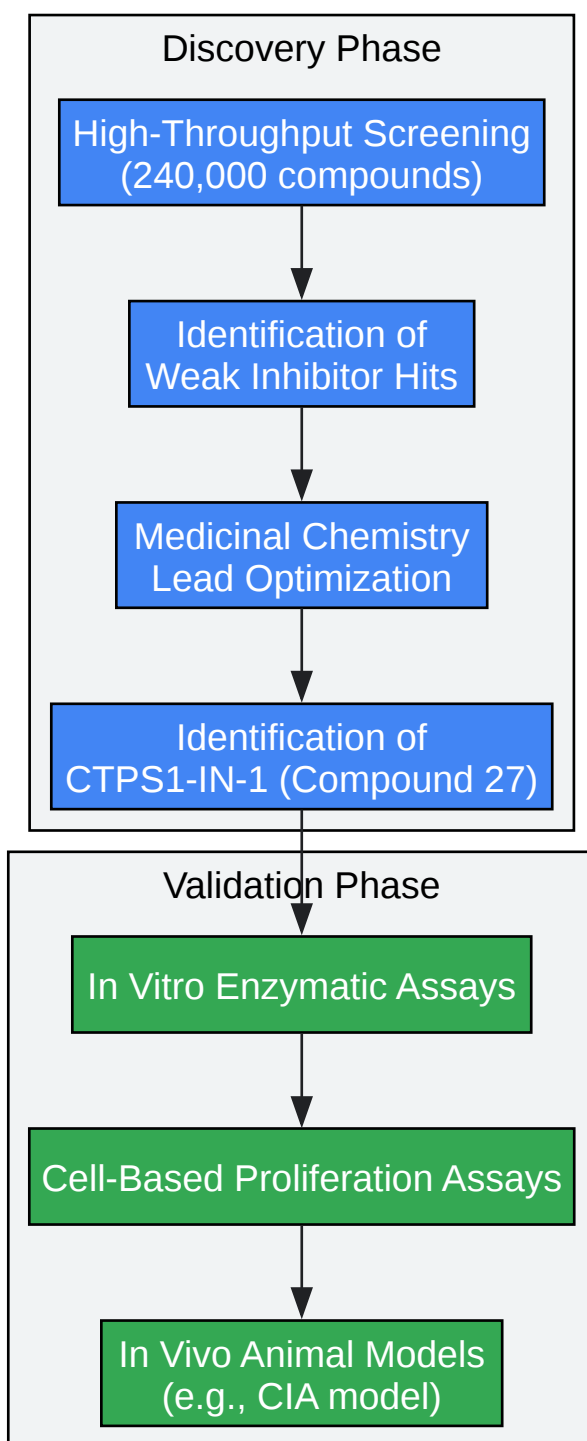 Discovery Phase
High-Throughput Screening
(240,000 compounds)
Identification of
Weak Inhibitor Hits
Medicinal Chemistry
Lead Optimization
Identification of
CTPS1-IN-1 (Compound 27)
Validation Phase
In Vitro Enzymatic Assays
Cell-Based Proliferation Assays
In Vivo Animal Models
(e.g., CIA model)